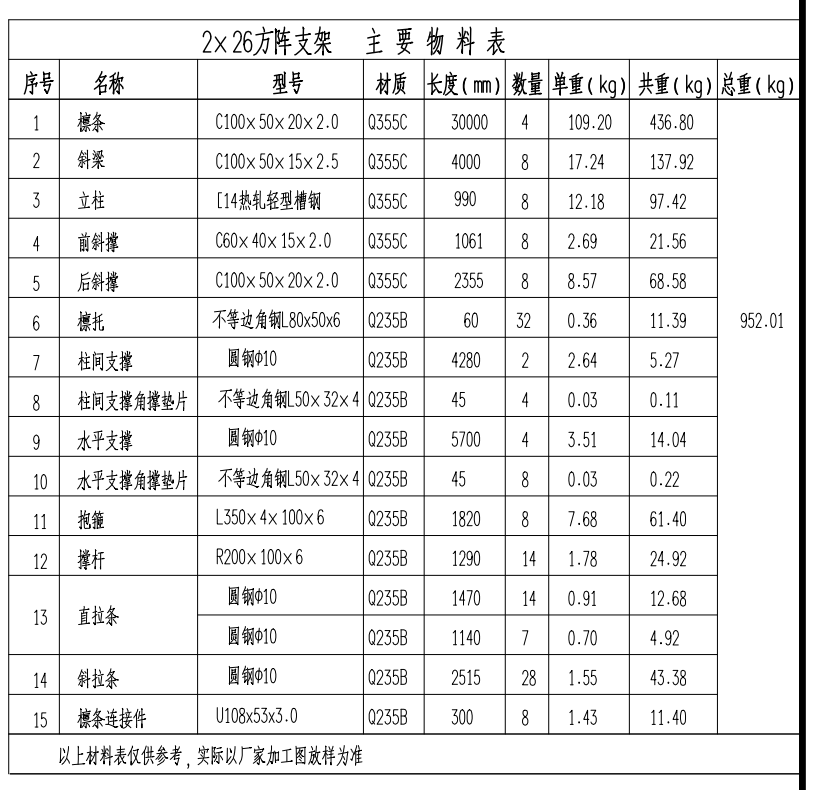 2×26方阵支架 主要物料表
序号 名称 型号 材质 长度(mm) 数量 单重(kg) 共重(kg) 总重(kg)
1 檩条 C100×50×20×2.0 Q355C 30000 4 109.20 436.80
2 斜梁 C100×50×15×2.5 Q355C 4000 8 17.24 137.92
3 立柱 [14热轧轻型槽钢 Q355C 990 8 12.18 97.42
4 前斜撑 C60×40×15×2.0 Q355C 1061 8 2.69 21.56
5 后斜撑 C100×50×20×2.0 Q355C 2355 8 8.57 68.58
6 檩托 不等边角钢L80x50x6 Q235B 60 32 0.36 11.39 952.01
7 柱间支撑 圆钢Φ10 Q235B 4280 2 2.64 5.27
8 柱间支撑角撑垫片 不等边角钢L50×32×4 Q235B 45 4 0.03 0.11
9 水平支撑 圆钢Φ10 Q235B 5700 4 3.51 14.04
10 水平支撑角撑垫片 不等边角钢L50×32×4 Q235B 45 8 0.03 0.22
11 抱箍 L350×4×100×6 Q235B 1820 8 7.68 61.40
12 撑杆 R200×100×6 Q235B 1290 14 1.78 24.92
13 直拉条 圆钢Φ10 Q235B 1470 14 0.91 12.68
圆钢Φ10 Q235B 1140 7 0.70 4.92
14 斜拉条 圆钢Φ10 Q235B 2515 28 1.55 43.38
15 檩条连接件 U108x53x3.0 Q235B 300 8 1.43 11.40
以上材料表仅供参考，实际以厂家加工图放样为准